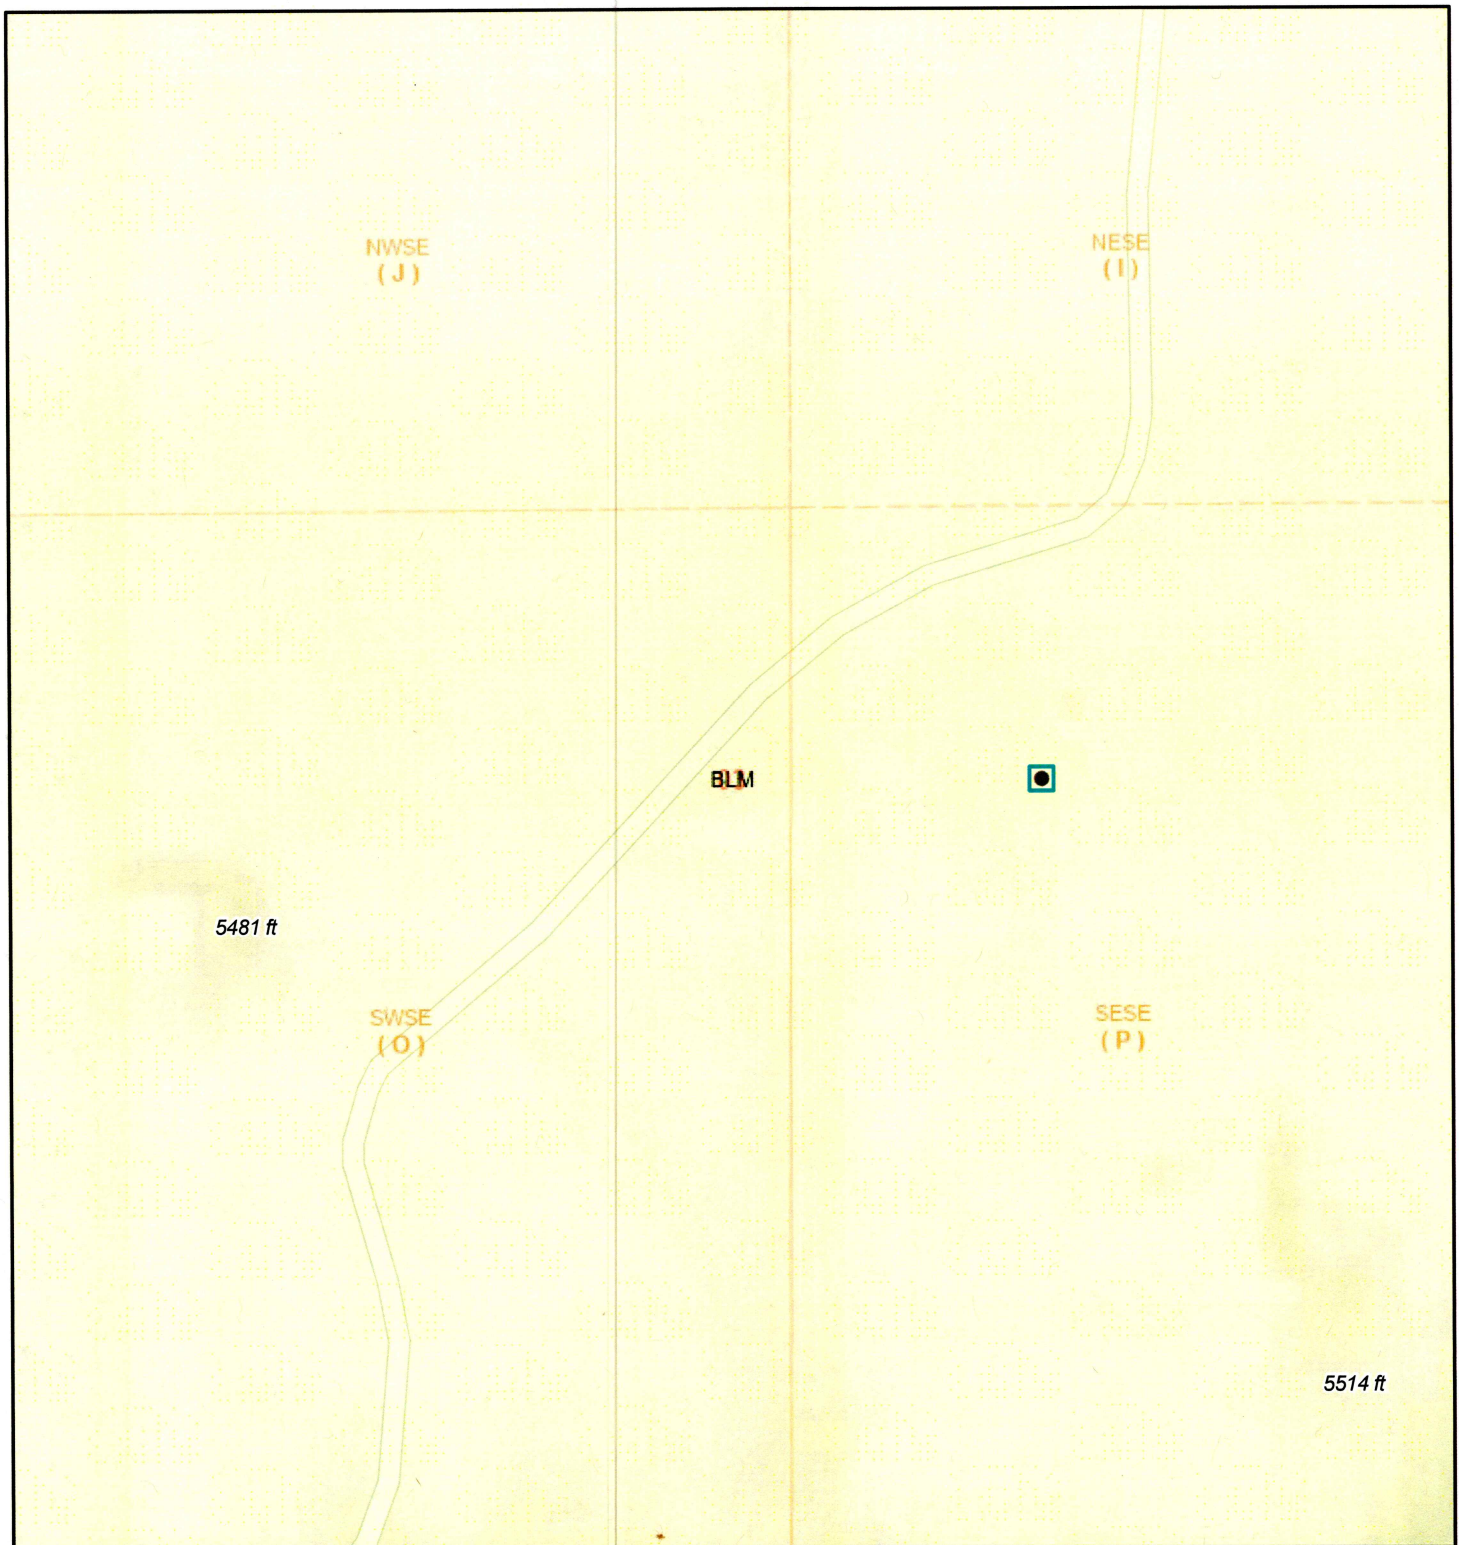 NWSE
( J )
NESE
( I )
BLM
5481 ft
SWSE
( O )
SESE
( P )
5514 ft